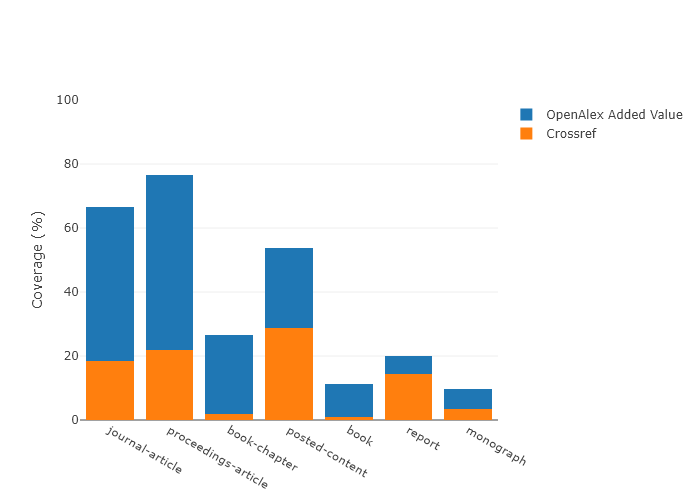 100
80
60
40
20
0
Coverage (%)
journal-article
proceedings-article
book-chapter
posted-content
book
report
monograph
OpenAlex Added Value
Crossref